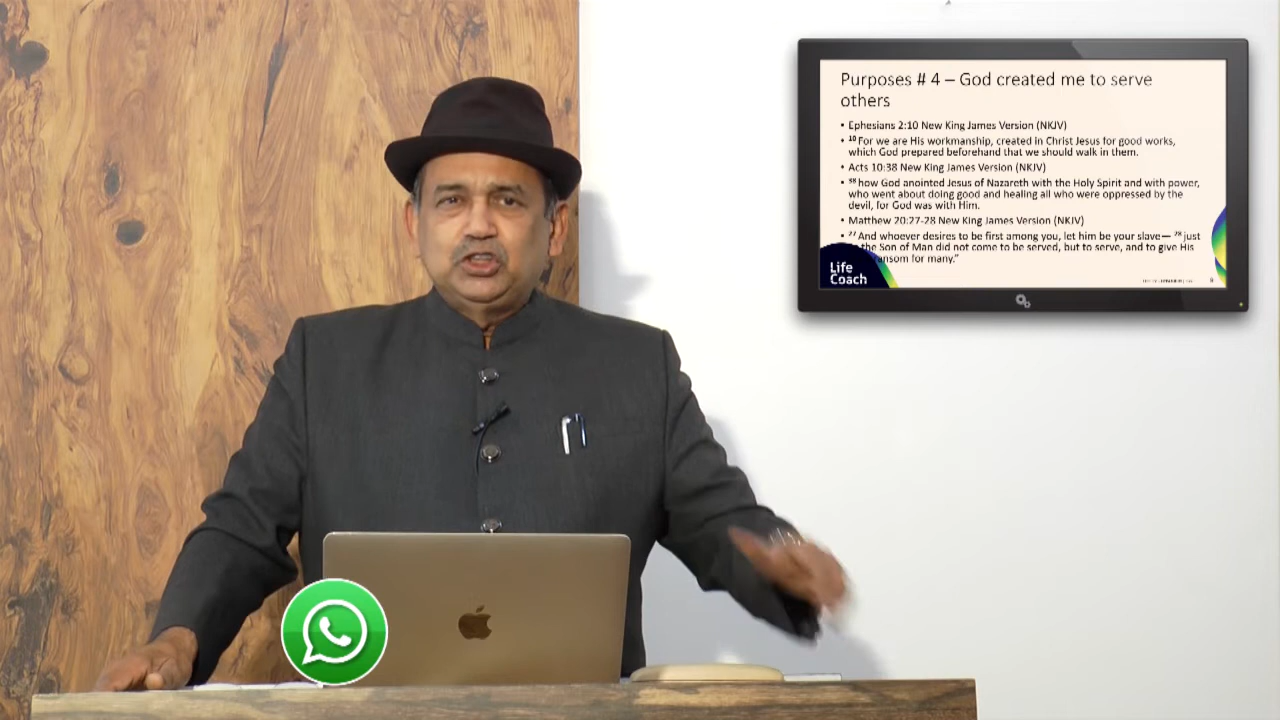 Purposes # 4 – God created me to serve
others
• Ephesians 2:10 New King James Version (NKJV)
• 10 For we are His workmanship, created in Christ Jesus for good works,
which God prepared beforehand that we should walk in them.
• Acts 10:38 New King James Version (NKJV)
• 38 how God anointed Jesus of Nazareth with the Holy Spirit and with power,
who went about doing good and healing all who were oppressed by the
devil, for God was with Him.
• Matthew 20:27-28 New King James Version (NKJV)
• 27 And whoever desires to be first among you, let him be your slave— 28 just
the Son of Man did not come to be served, but to serve, and to give His
ransom for many.”
Life
Coach